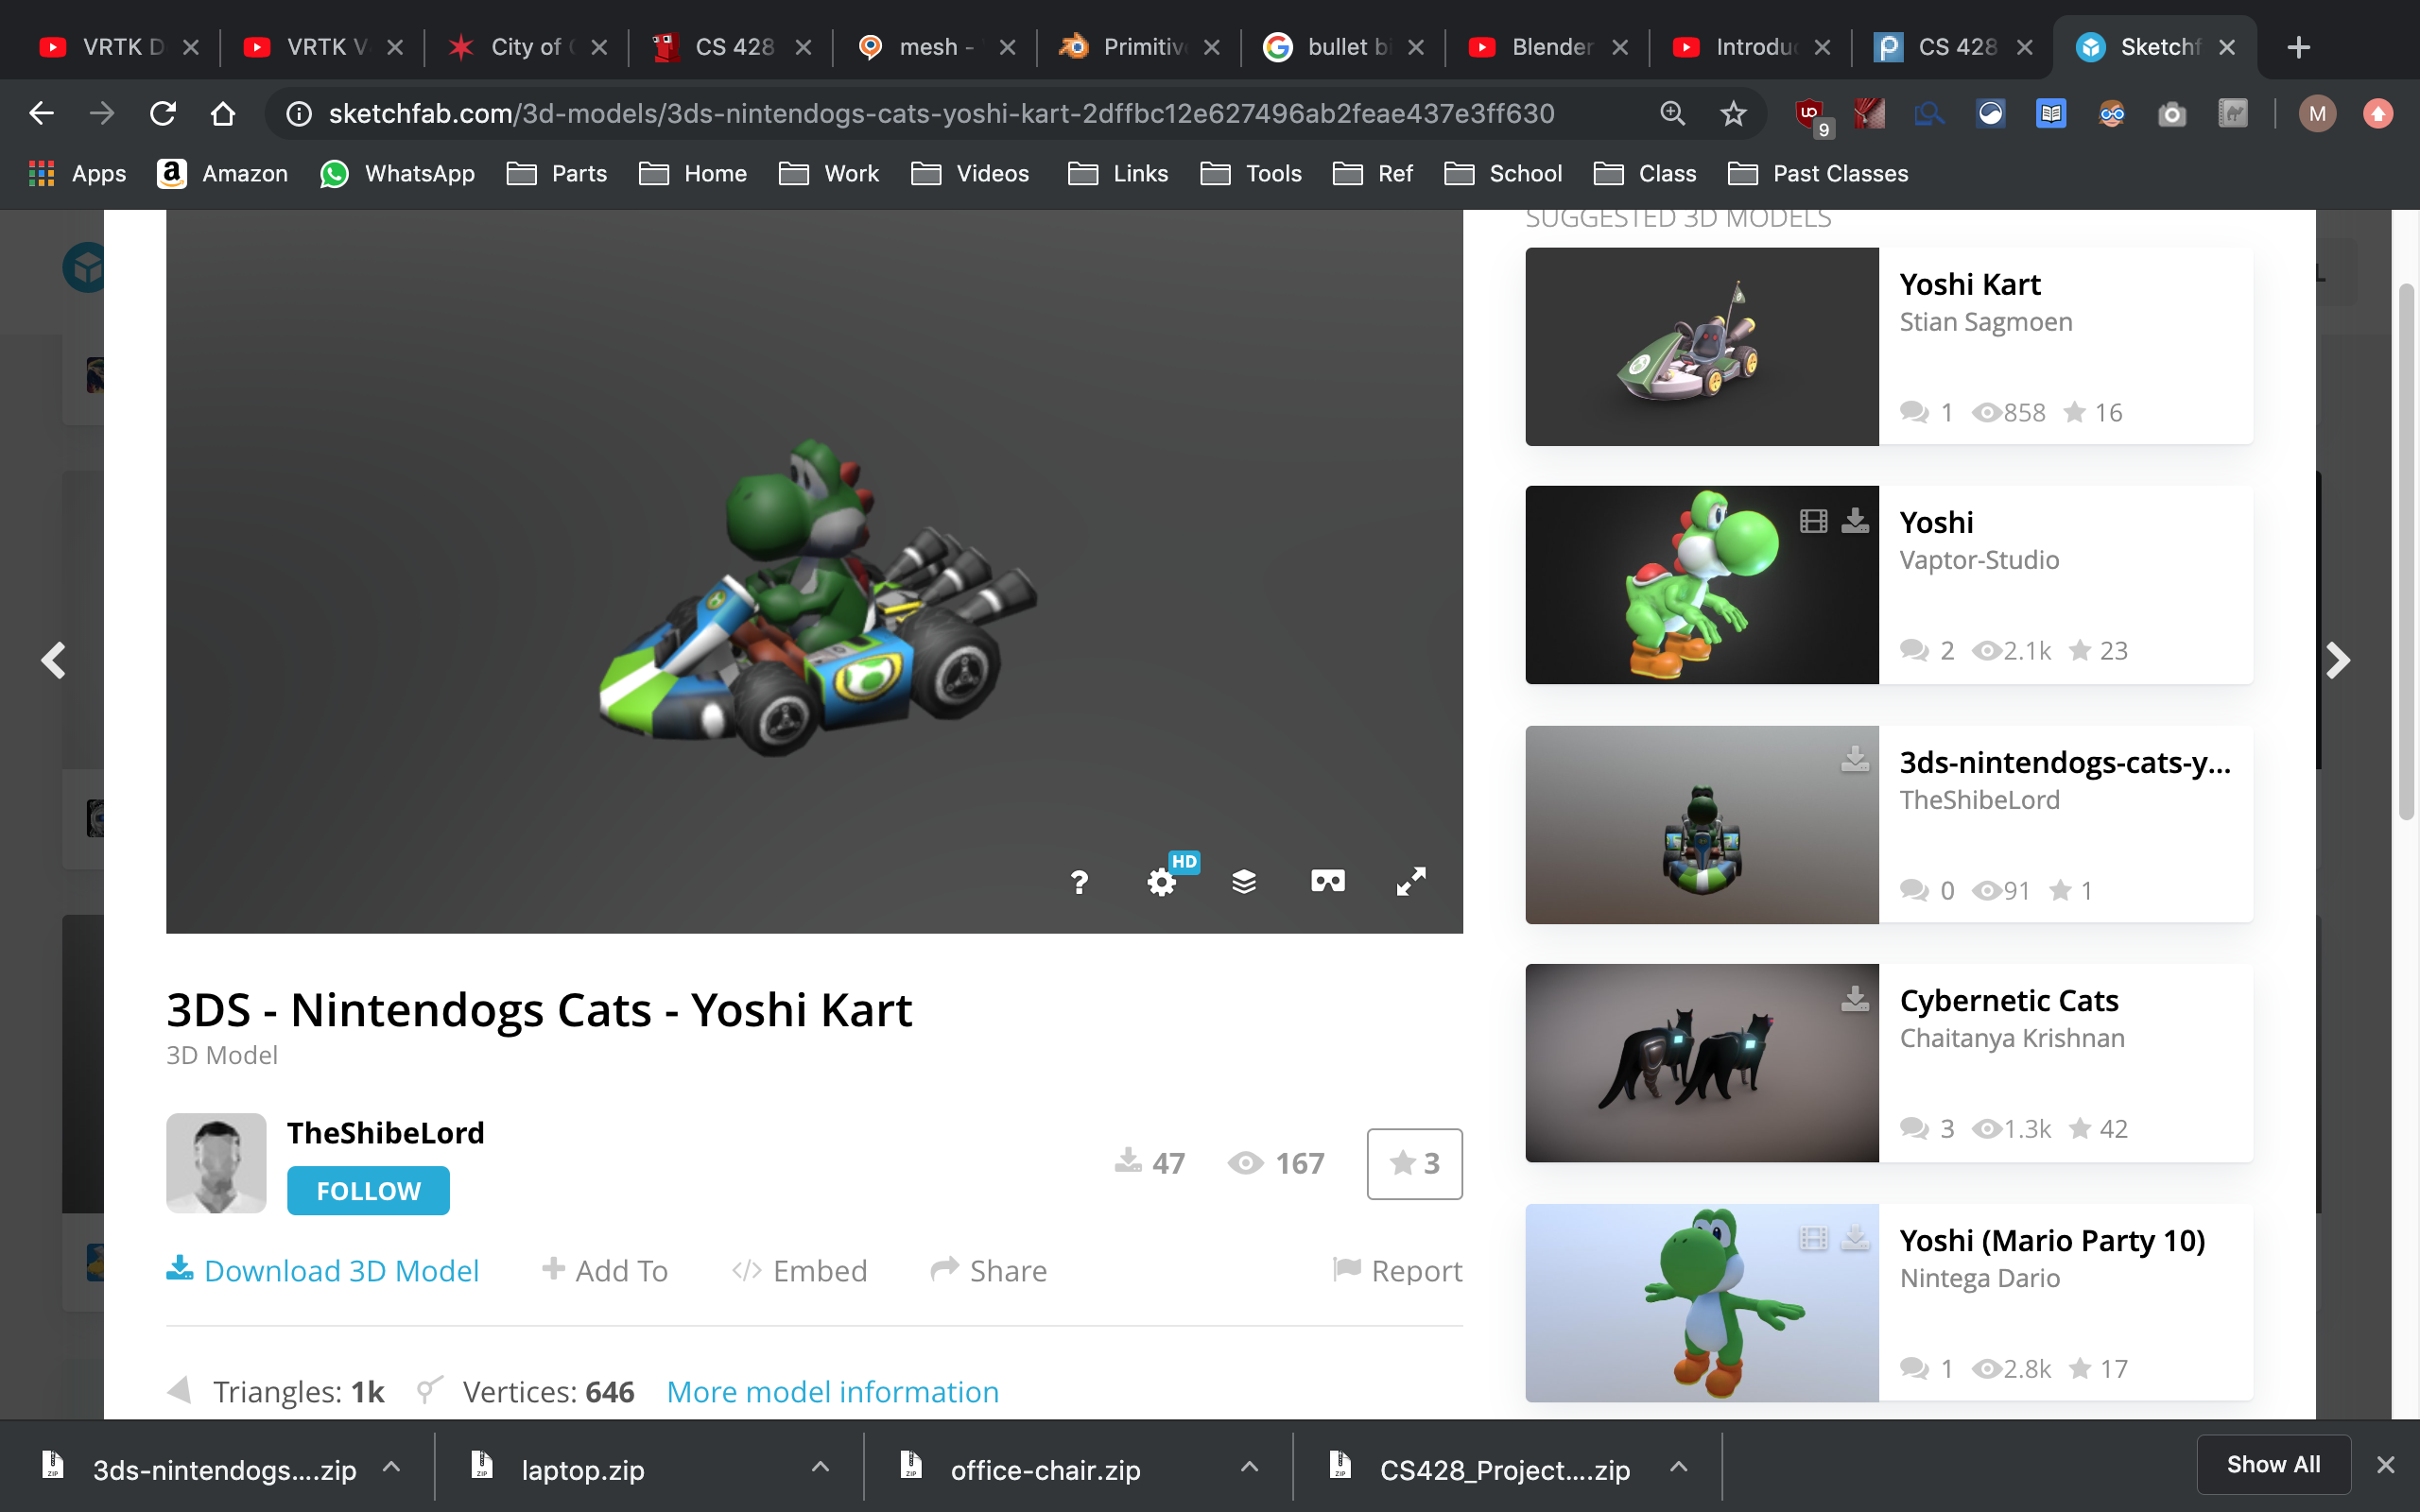 VRTK D
VRTK V
City of
CS 428
mesh -
Primitiv
bullet bi
Blender
Introdu
CS 428
Sketchf
sketchfab.com/3d-models/3ds-nintendogs-cats-yoshi-kart-2dffbc12e627496ab2feae437e3ff630
9
M
Apps
Amazon
WhatsApp
Parts
Home
Work
Videos
Links
Tools
Ref
School
Class
Past Classes
HD
3DS - Nintendogs Cats - Yoshi Kart
3D Model
TheShibeLord
FOLLOW
47
167
3
Download 3D Model
Add To
Embed
Share
Report
Triangles: 1k
Vertices: 646
More model information
SUGGESTED 3D MODELS
Yoshi Kart
Stian Sagmoen
1 858 16
Yoshi
Vaptor-Studio
2 2.1k 23
3ds-nintendogs-cats-y...
TheShibeLord
0 91 1
Cybernetic Cats
Chaitanya Krishnan
3 1.3k 42
Yoshi (Mario Party 10)
Nintega Dario
1 2.8k 17
3ds-nintendogs....zip
laptop.zip
office-chair.zip
CS428_Project....zip
Show All